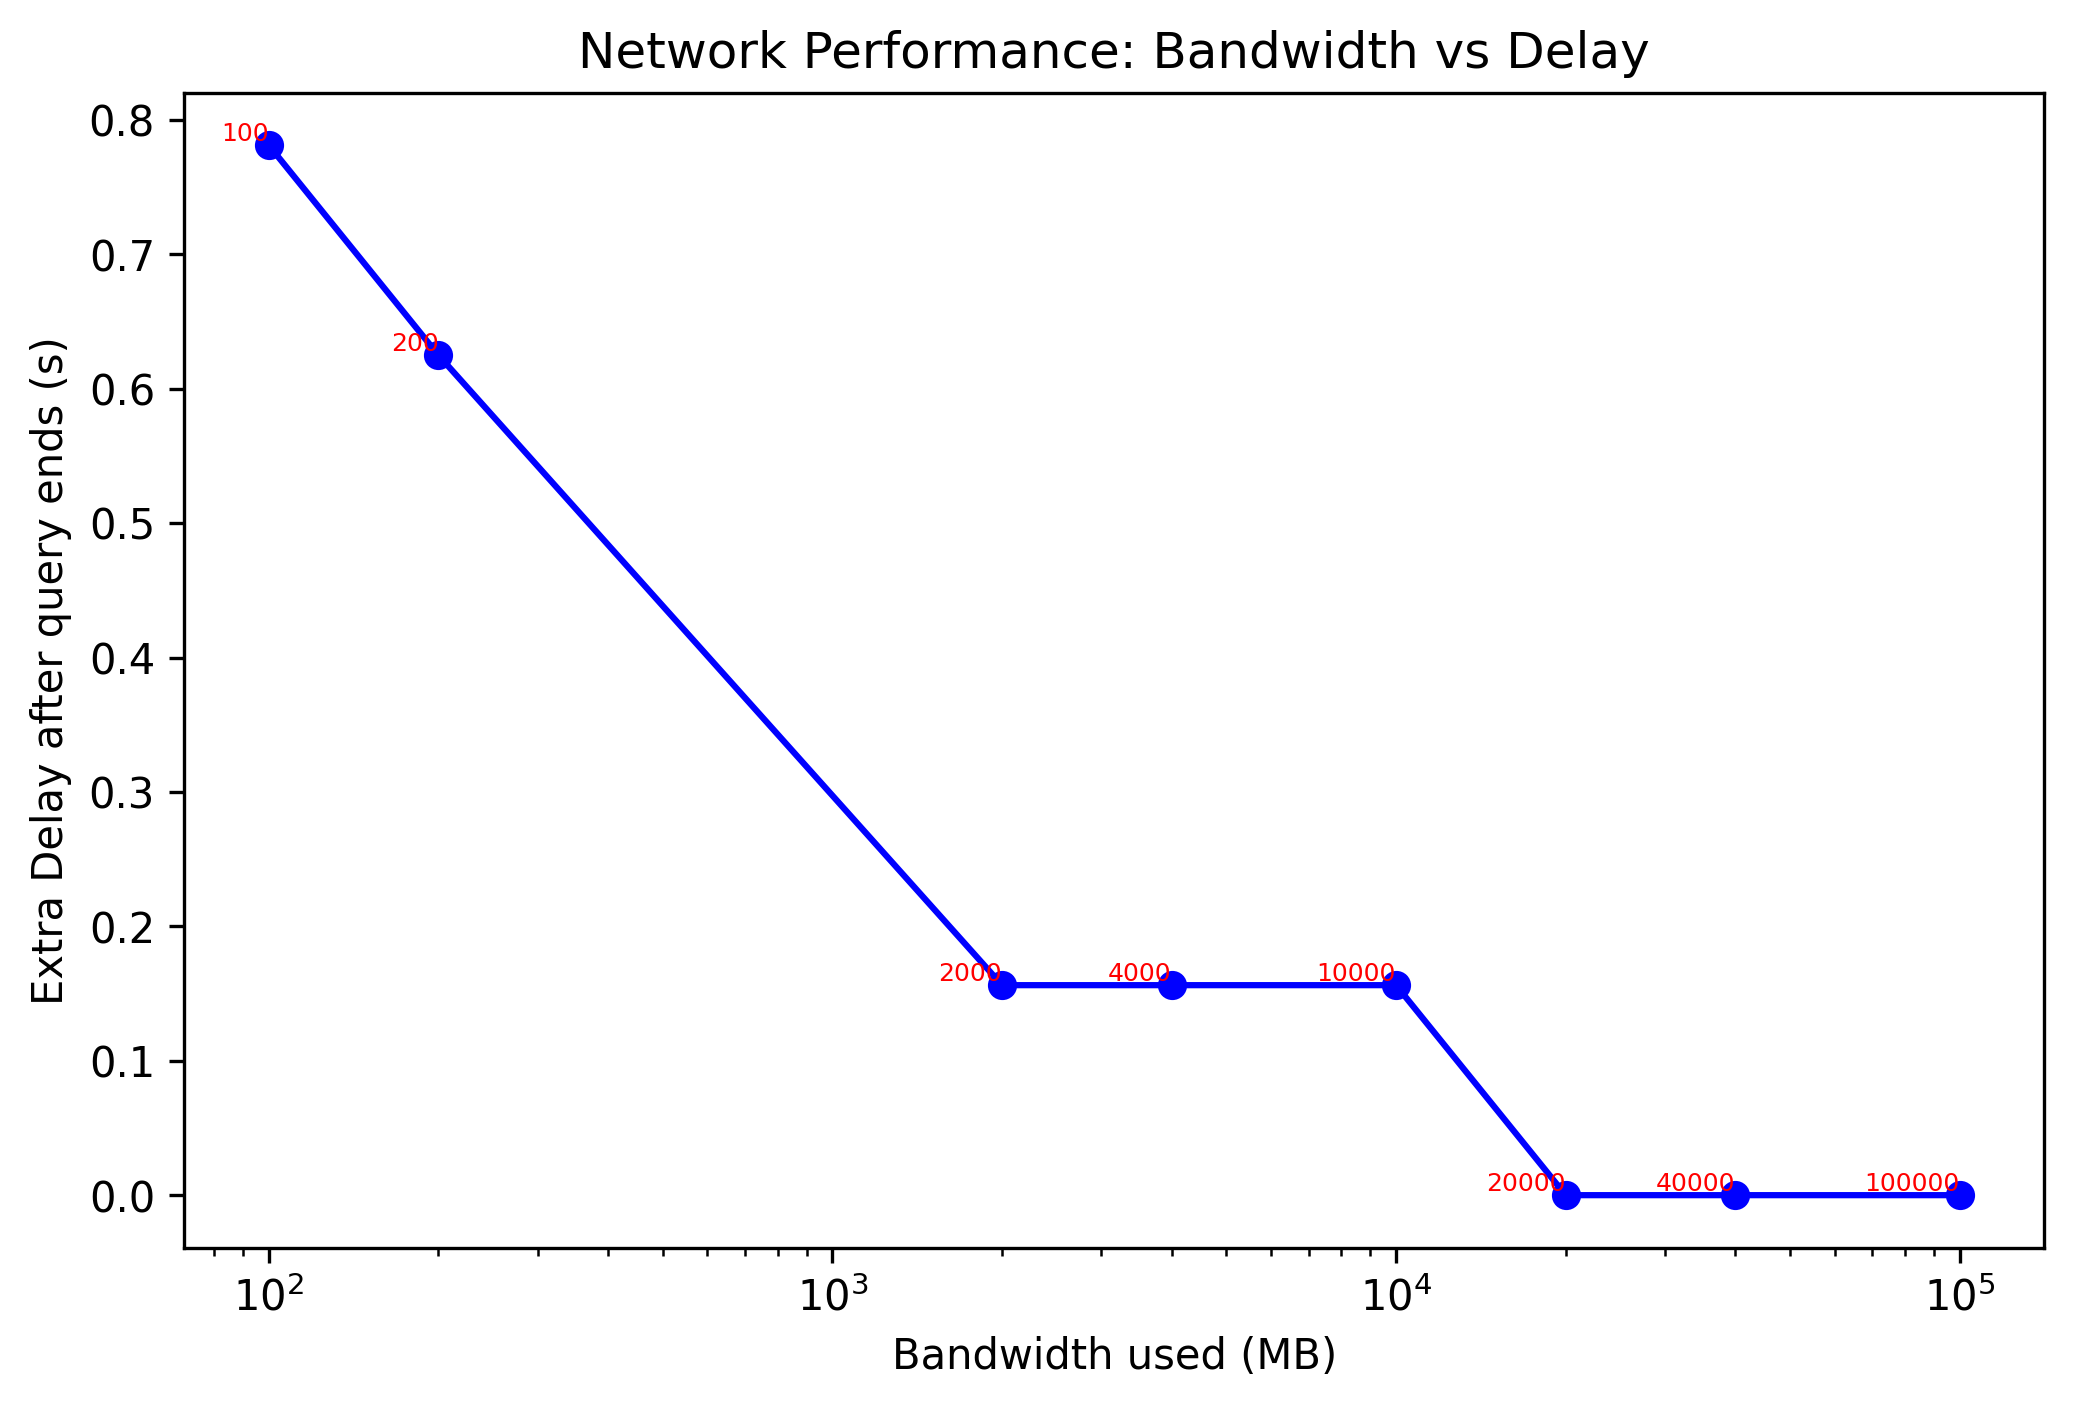 Network Performance: Bandwidth vs Delay
Extra Delay after query ends (s)
0.8
0.7
0.6
0.5
0.4
0.3
0.2
0.1
0.0
100
200
2000 4000 10000
20000 40000 100000
10² 10³ 10⁴ 10⁵
Bandwidth used (MB)